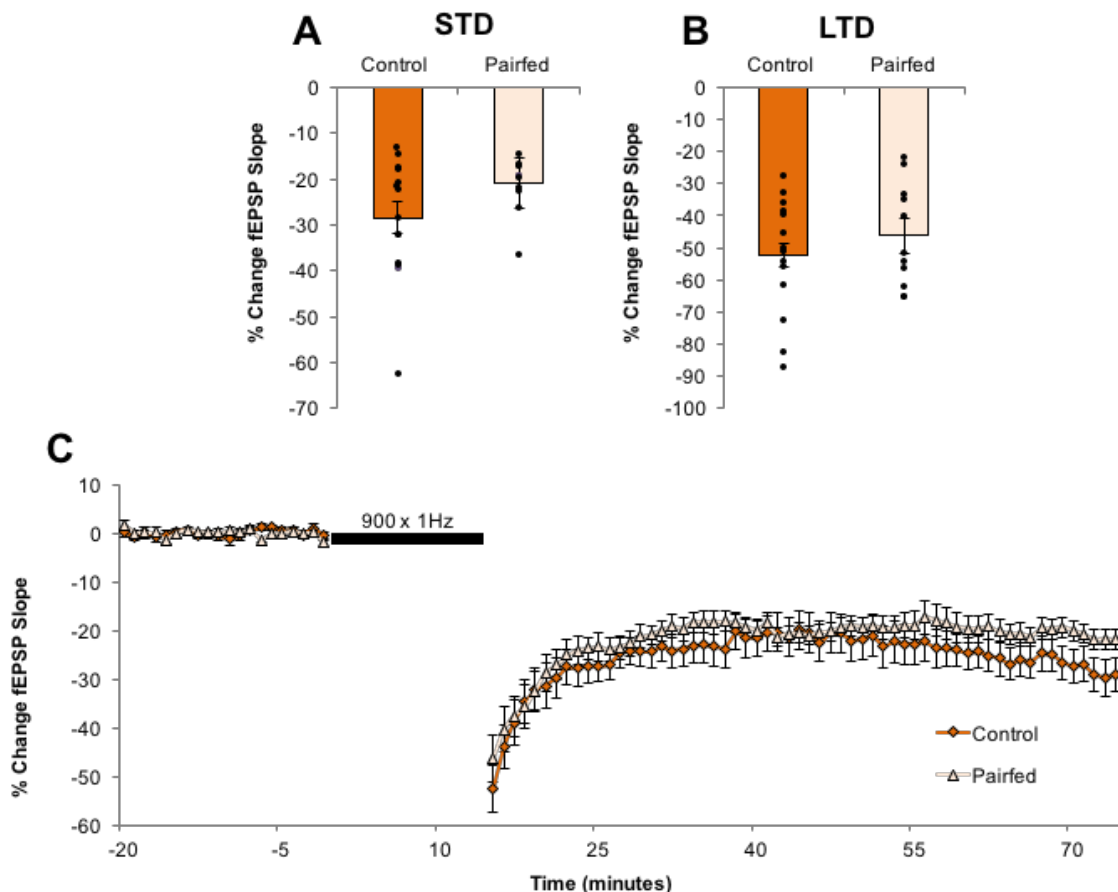 A STD
Control Pairfed
0
-10
-20
-30
-40
-50
-60
-70
% Change fEPSP Slope
B LTD
Control Pairfed
0
-10
-20
-30
-40
-50
-60
-70
-80
-90
-100
% Change fEPSP Slope
C
10
0
-10
-20
-30
-40
-50
-60
% Change fEPSP Slope
900 x 1Hz
Control
Pairfed
-20 -5 10 25 40 55 70
Time (minutes)